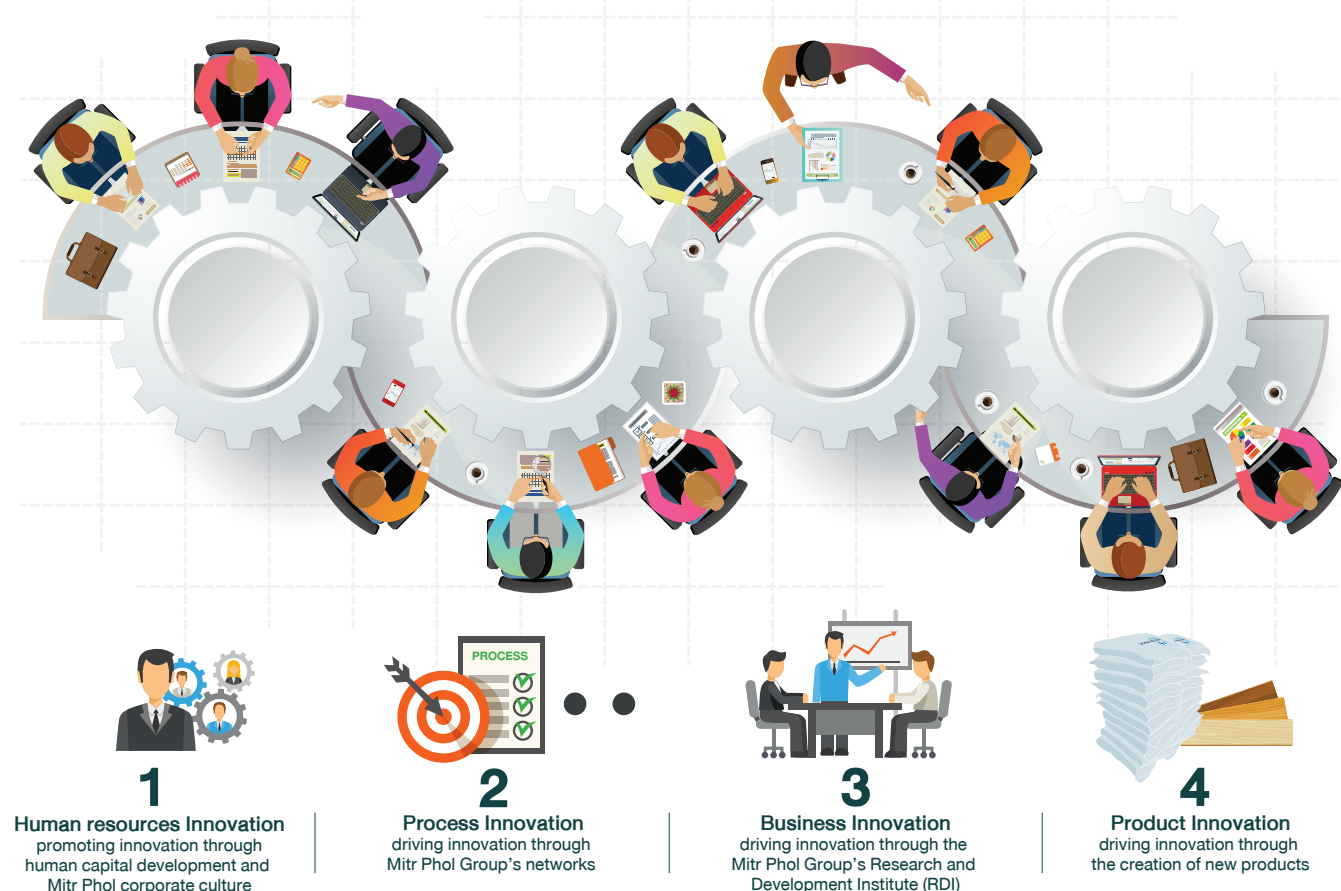 PROCESS
1
Human resources Innovation
promoting innovation through
human capital development and
Mitr Phol corporate culture
2
Process Innovation
driving innovation through
Mitr Phol Group's networks
3
Business Innovation
driving innovation through the
Mitr Phol Group's Research and
Development Institute (RDI)
4
Product Innovation
driving innovation through
the creation of new products